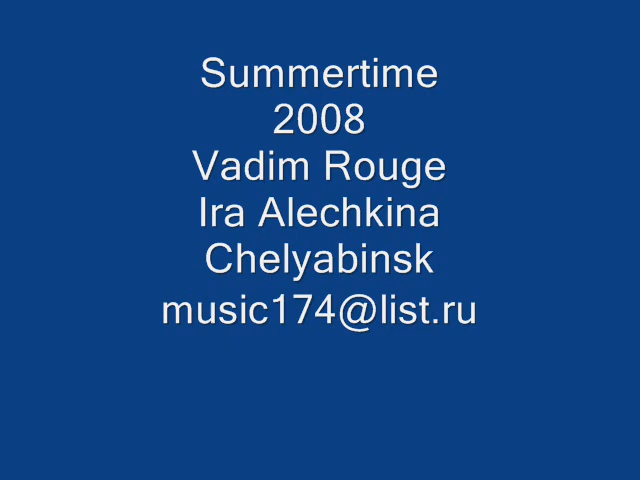 Summertime
2008
Vadim Rouge
Ira Alechkina
Chelyabinsk
music174@list.ru